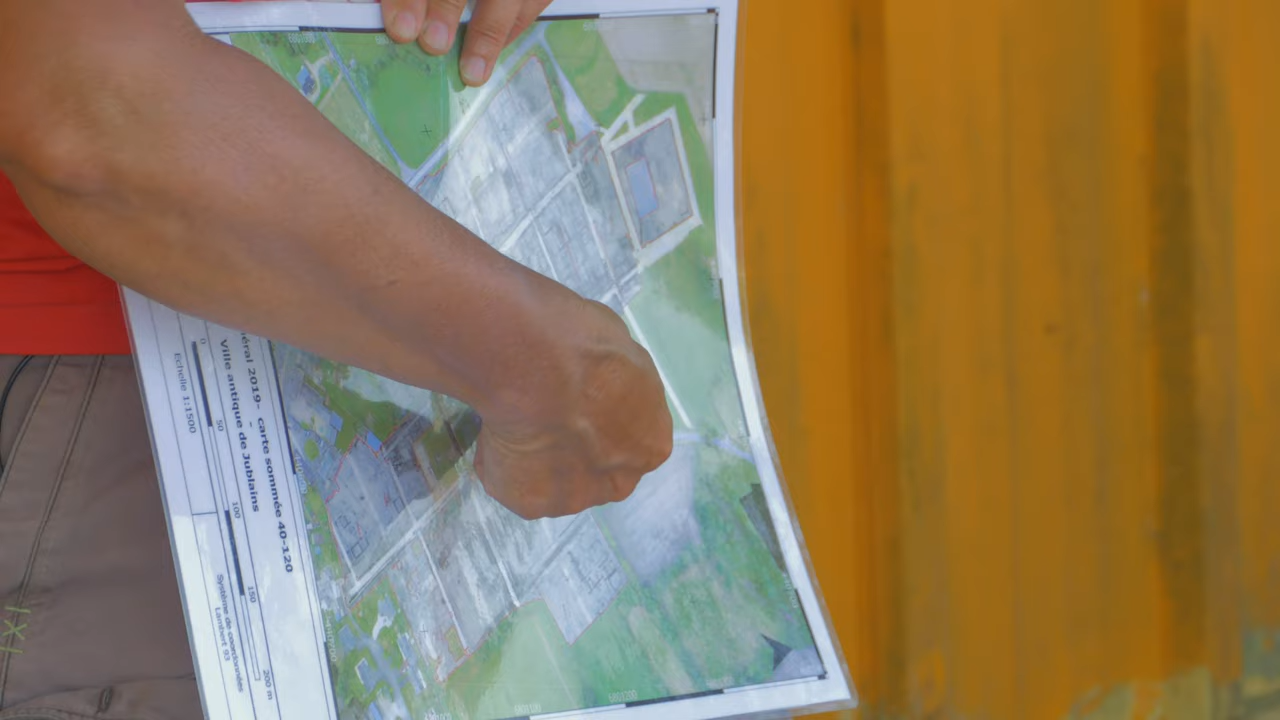 éral 2019- carte sommée 40-120
Ville antique de Jublains
0 50 100 150 200 m
Echelle 1:1500
Système de coordonnées
Lambert 93